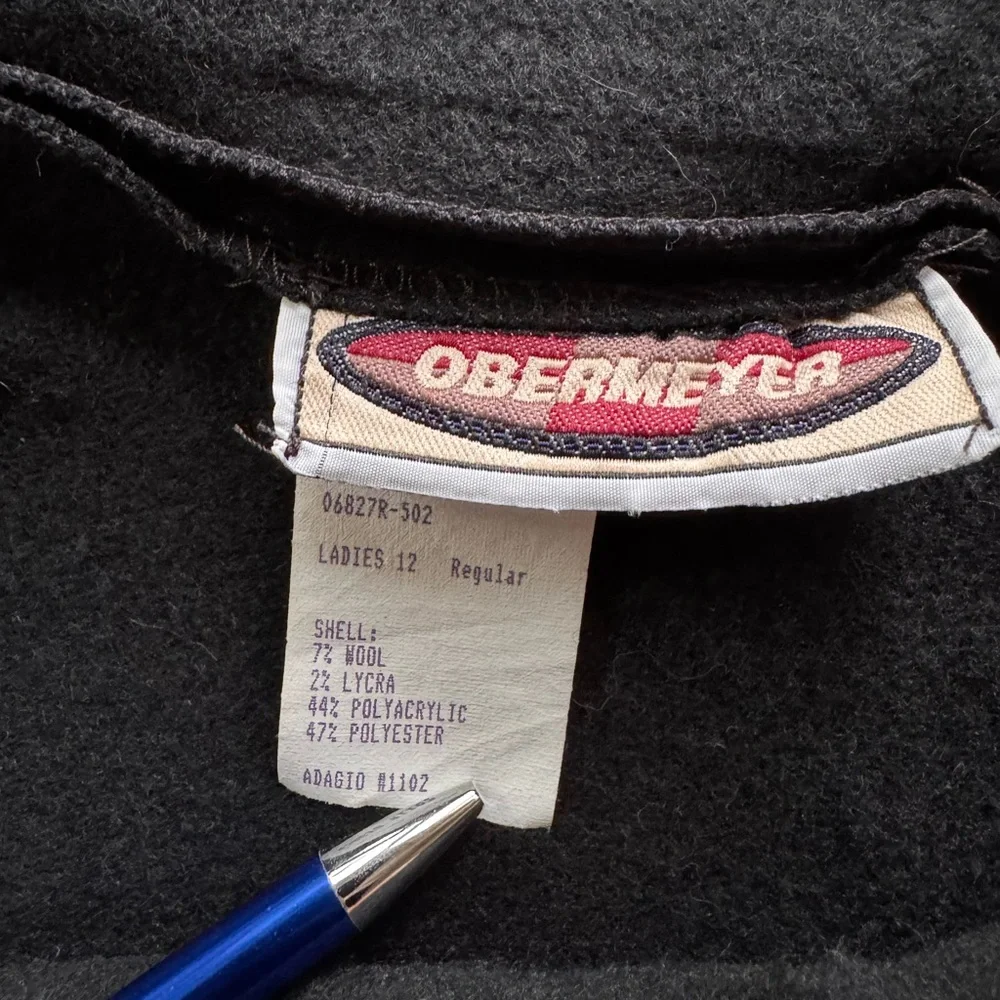 OBERMEYER
06827R-502
LADIES 12 Regular
SHELL:
7% WOOL
2% LYCRA
44% POLYACRYLIC
47% POLYESTER
ADAGIO #1102